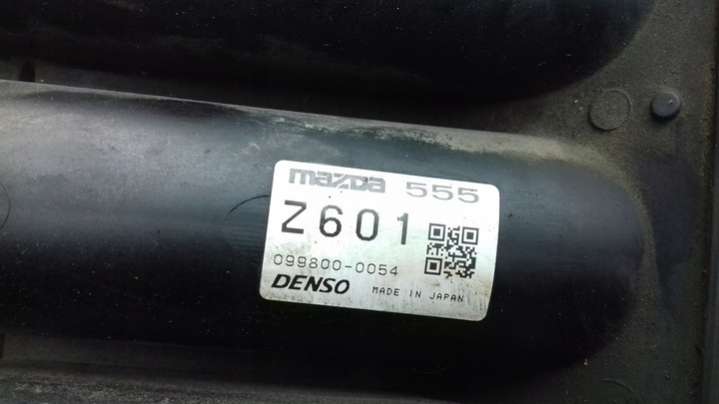 mazda 555
Z601
099800-0054
DENSO MADE IN JAPAN